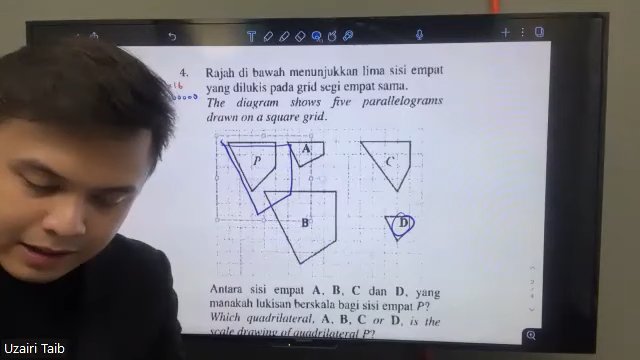 4. Rajah di bawah menunjukkan lima sisi empat
yang dilukis pada grid segi empat sama.
The diagram shows five parallelograms
drawn on a square grid.
P
A
C
B
D
Antara sisi empat A, B, C dan D, yang
manakah lukisan berskala bagi sisi empat P?
Which quadrilateral, A, B, C or D, is the
scale drawing of quadrilateral P?
Uzairi Taib